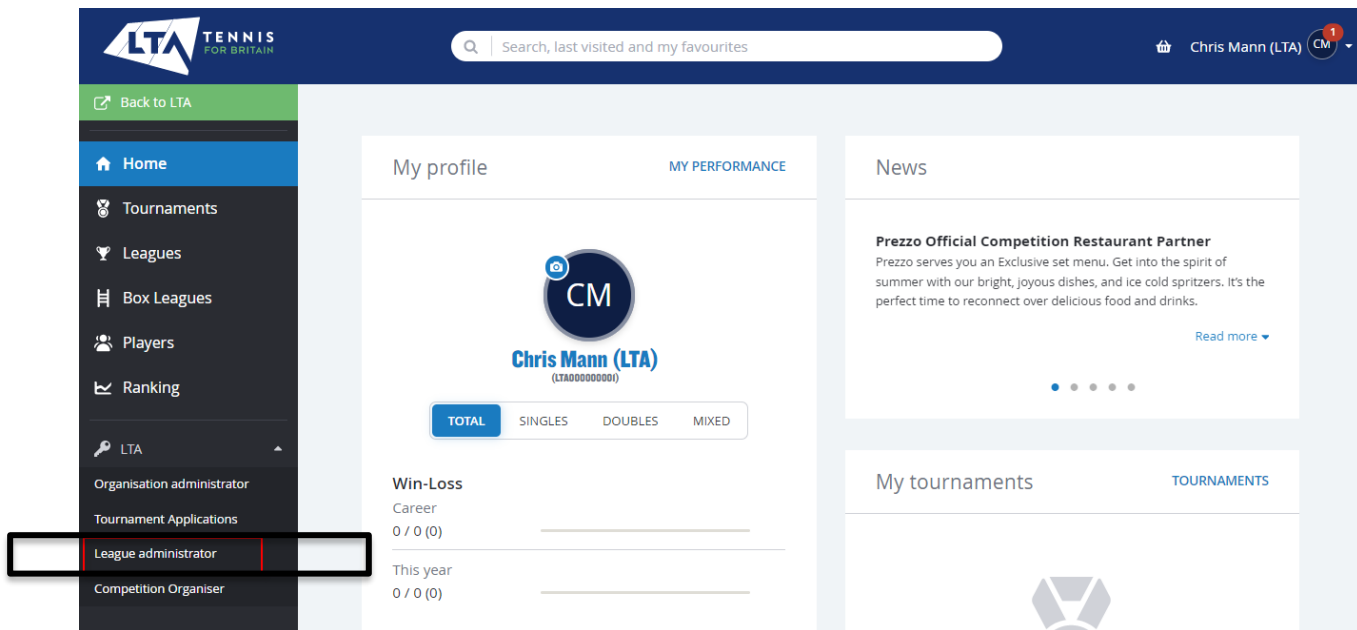 LTA TENNIS
FOR BRITAIN
Search, last visited and my favourites
Chris Mann (LTA) CM 1
Back to LTA
Home
Tournaments
Leagues
Box Leagues
Players
Ranking
LTA
Organisation administrator
Tournament Applications
League administrator
Competition Organiser
My profile
MY PERFORMANCE
CM
Chris Mann (LTA)
(LTA000000001)
TOTAL SINGLES DOUBLES MIXED
Win-Loss
Career
0 / 0 (0)
This year
0 / 0 (0)
News
Prezzo Official Competition Restaurant Partner
Prezzo serves you an Exclusive set menu. Get into the spirit of
summer with our bright, joyous dishes, and ice cold spritzers. It's the
perfect time to reconnect over delicious food and drinks.
Read more
My tournaments
TOURNAMENTS